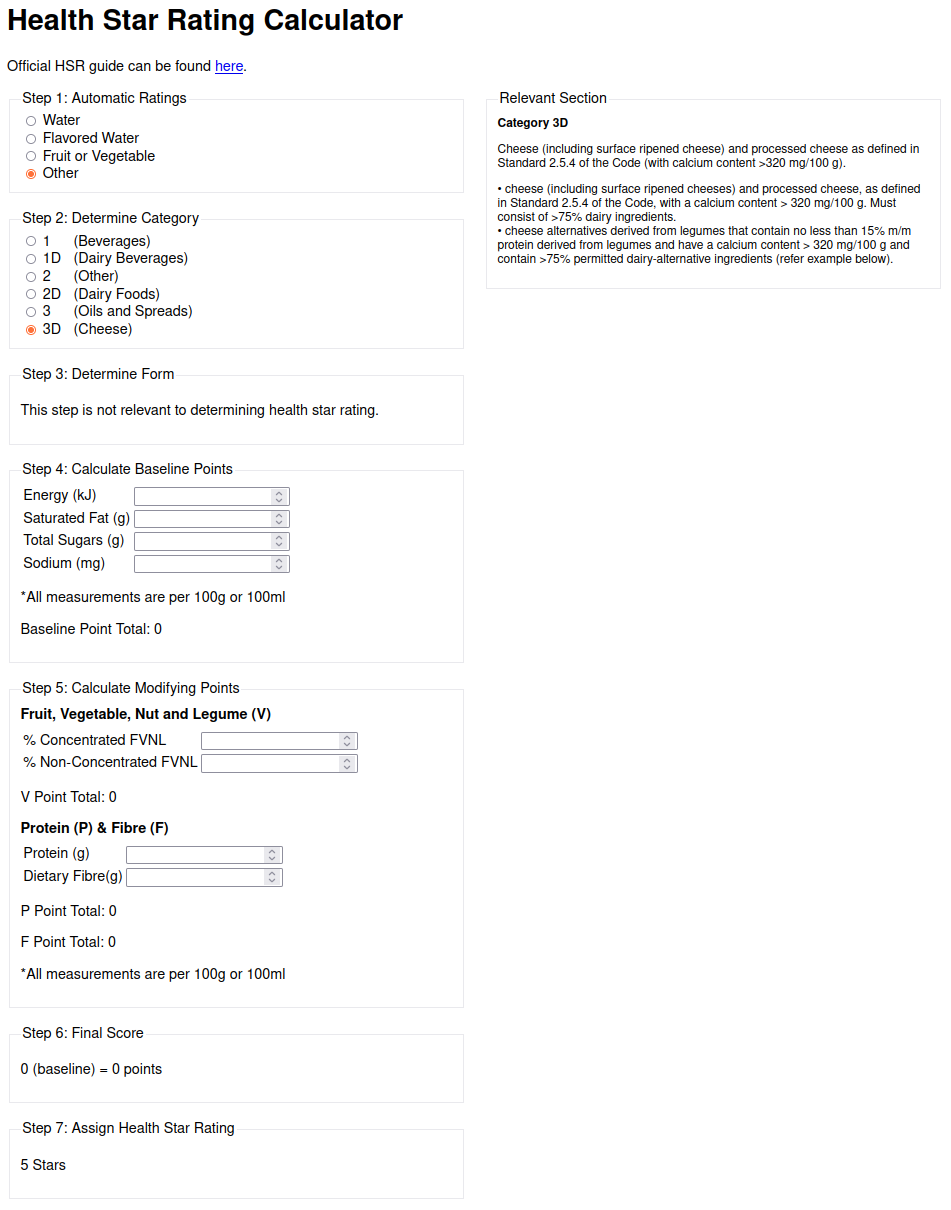 Health Star Rating Calculator
Official HSR guide can be found here.
Step 1: Automatic Ratings
Water
Flavored Water
Fruit or Vegetable
Other
Step 2: Determine Category
1 (Beverages)
1D (Dairy Beverages)
2 (Other)
2D (Dairy Foods)
3 (Oils and Spreads)
3D (Cheese)
Step 3: Determine Form
This step is not relevant to determining health star rating.
Step 4: Calculate Baseline Points
Energy (kJ)
Saturated Fat (g)
Total Sugars (g)
Sodium (mg)
*All measurements are per 100g or 100ml
Baseline Point Total: 0
Step 5: Calculate Modifying Points
Fruit, Vegetable, Nut and Legume (V)
% Concentrated FVNL
% Non-Concentrated FVNL
V Point Total: 0
Protein (P) & Fibre (F)
Protein (g)
Dietary Fibre(g)
P Point Total: 0
F Point Total: 0
*All measurements are per 100g or 100ml
Step 6: Final Score
0 (baseline) = 0 points
Step 7: Assign Health Star Rating
5 Stars
Relevant Section
Category 3D
Cheese (including surface ripened cheese) and processed cheese as defined in
Standard 2.5.4 of the Code (with calcium content >320 mg/100 g).
• cheese (including surface ripened cheeses) and processed cheese, as defined
in Standard 2.5.4 of the Code, with a calcium content > 320 mg/100 g. Must
consist of >75% dairy ingredients.
• cheese alternatives derived from legumes that contain no less than 15% m/m
protein derived from legumes and have a calcium content > 320 mg/100 g and
contain >75% permitted dairy-alternative ingredients (refer example below).